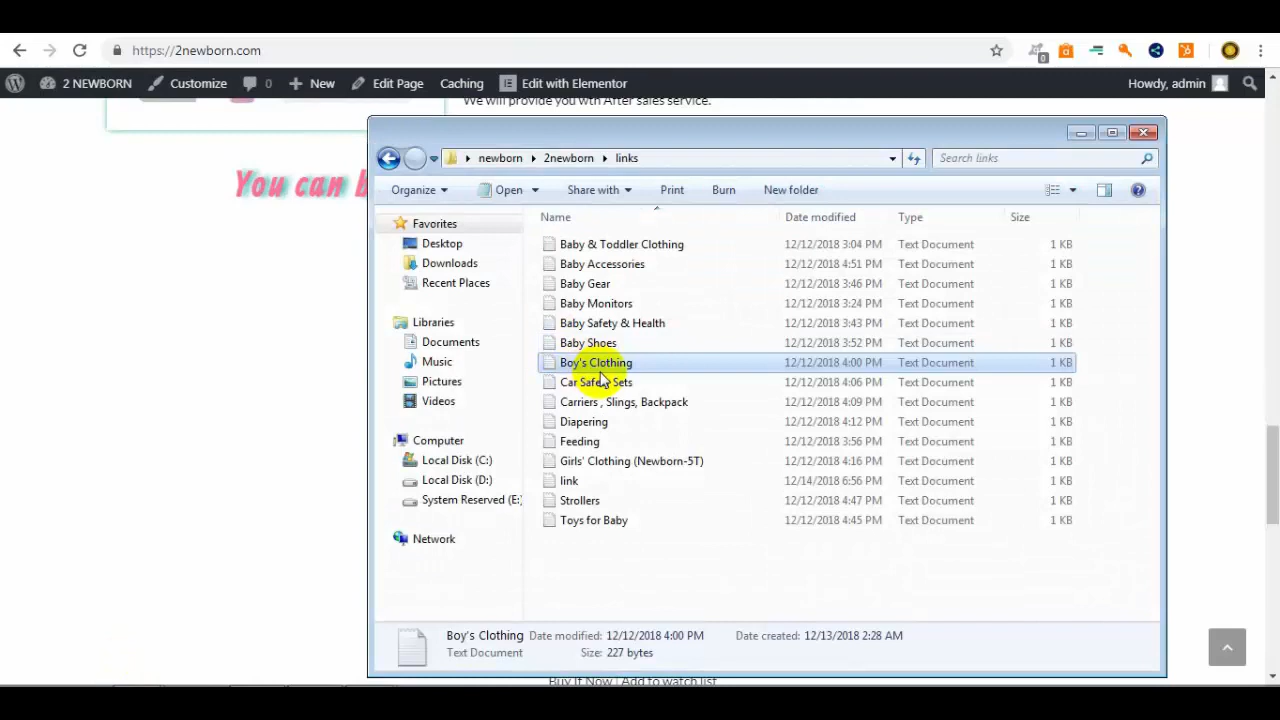 https://2newborn.com
0
2 NEWBORN Customize 0 New Edit Page Caching Edit with Elementor Howdy, admin
We will provide you wth After sales service.
You can b
newborn 2newborn links Search links
Organize Open Share with Print Burn New folder
Name Date modified Type Size
Favorites
Desktop
Downloads
Recent Places
Libraries
Documents
Music
Pictures
Videos
Computer
Local Disk (C:)
Local Disk (D:)
System Reserved (E:
Network
Baby & Toddler Clothing 12/12/2018 3:04 PM Text Document 1 KB
Baby Accessories 12/12/2018 4:51 PM Text Document 1 KB
Baby Gear 12/12/2018 3:46 PM Text Document 1 KB
Baby Monitors 12/12/2018 3:24 PM Text Document 1 KB
Baby Safety & Health 12/12/2018 3:43 PM Text Document 1 KB
Baby Shoes 12/12/2018 3:52 PM Text Document 1 KB
Boy's Clothing 12/12/2018 4:00 PM Text Document 1 KB
Car Safety Sets 12/12/2018 4:06 PM Text Document 1 KB
Carriers , Slings, Backpack 12/12/2018 4:09 PM Text Document 1 KB
Diapering 12/12/2018 4:12 PM Text Document 1 KB
Feeding 12/12/2018 3:56 PM Text Document 1 KB
Girls' Clothing (Newborn-5T) 12/12/2018 4:16 PM Text Document 1 KB
link 12/14/2018 6:56 PM Text Document 1 KB
Strollers 12/12/2018 4:47 PM Text Document 1 KB
Toys for Baby 12/12/2018 4:45 PM Text Document 1 KB
Boy's Clothing Date modified: 12/12/2018 4:00 PM Date created: 12/13/2018 2:28 AM
Text Document Size: 227 bytes
Buy If Now | Add to watch list